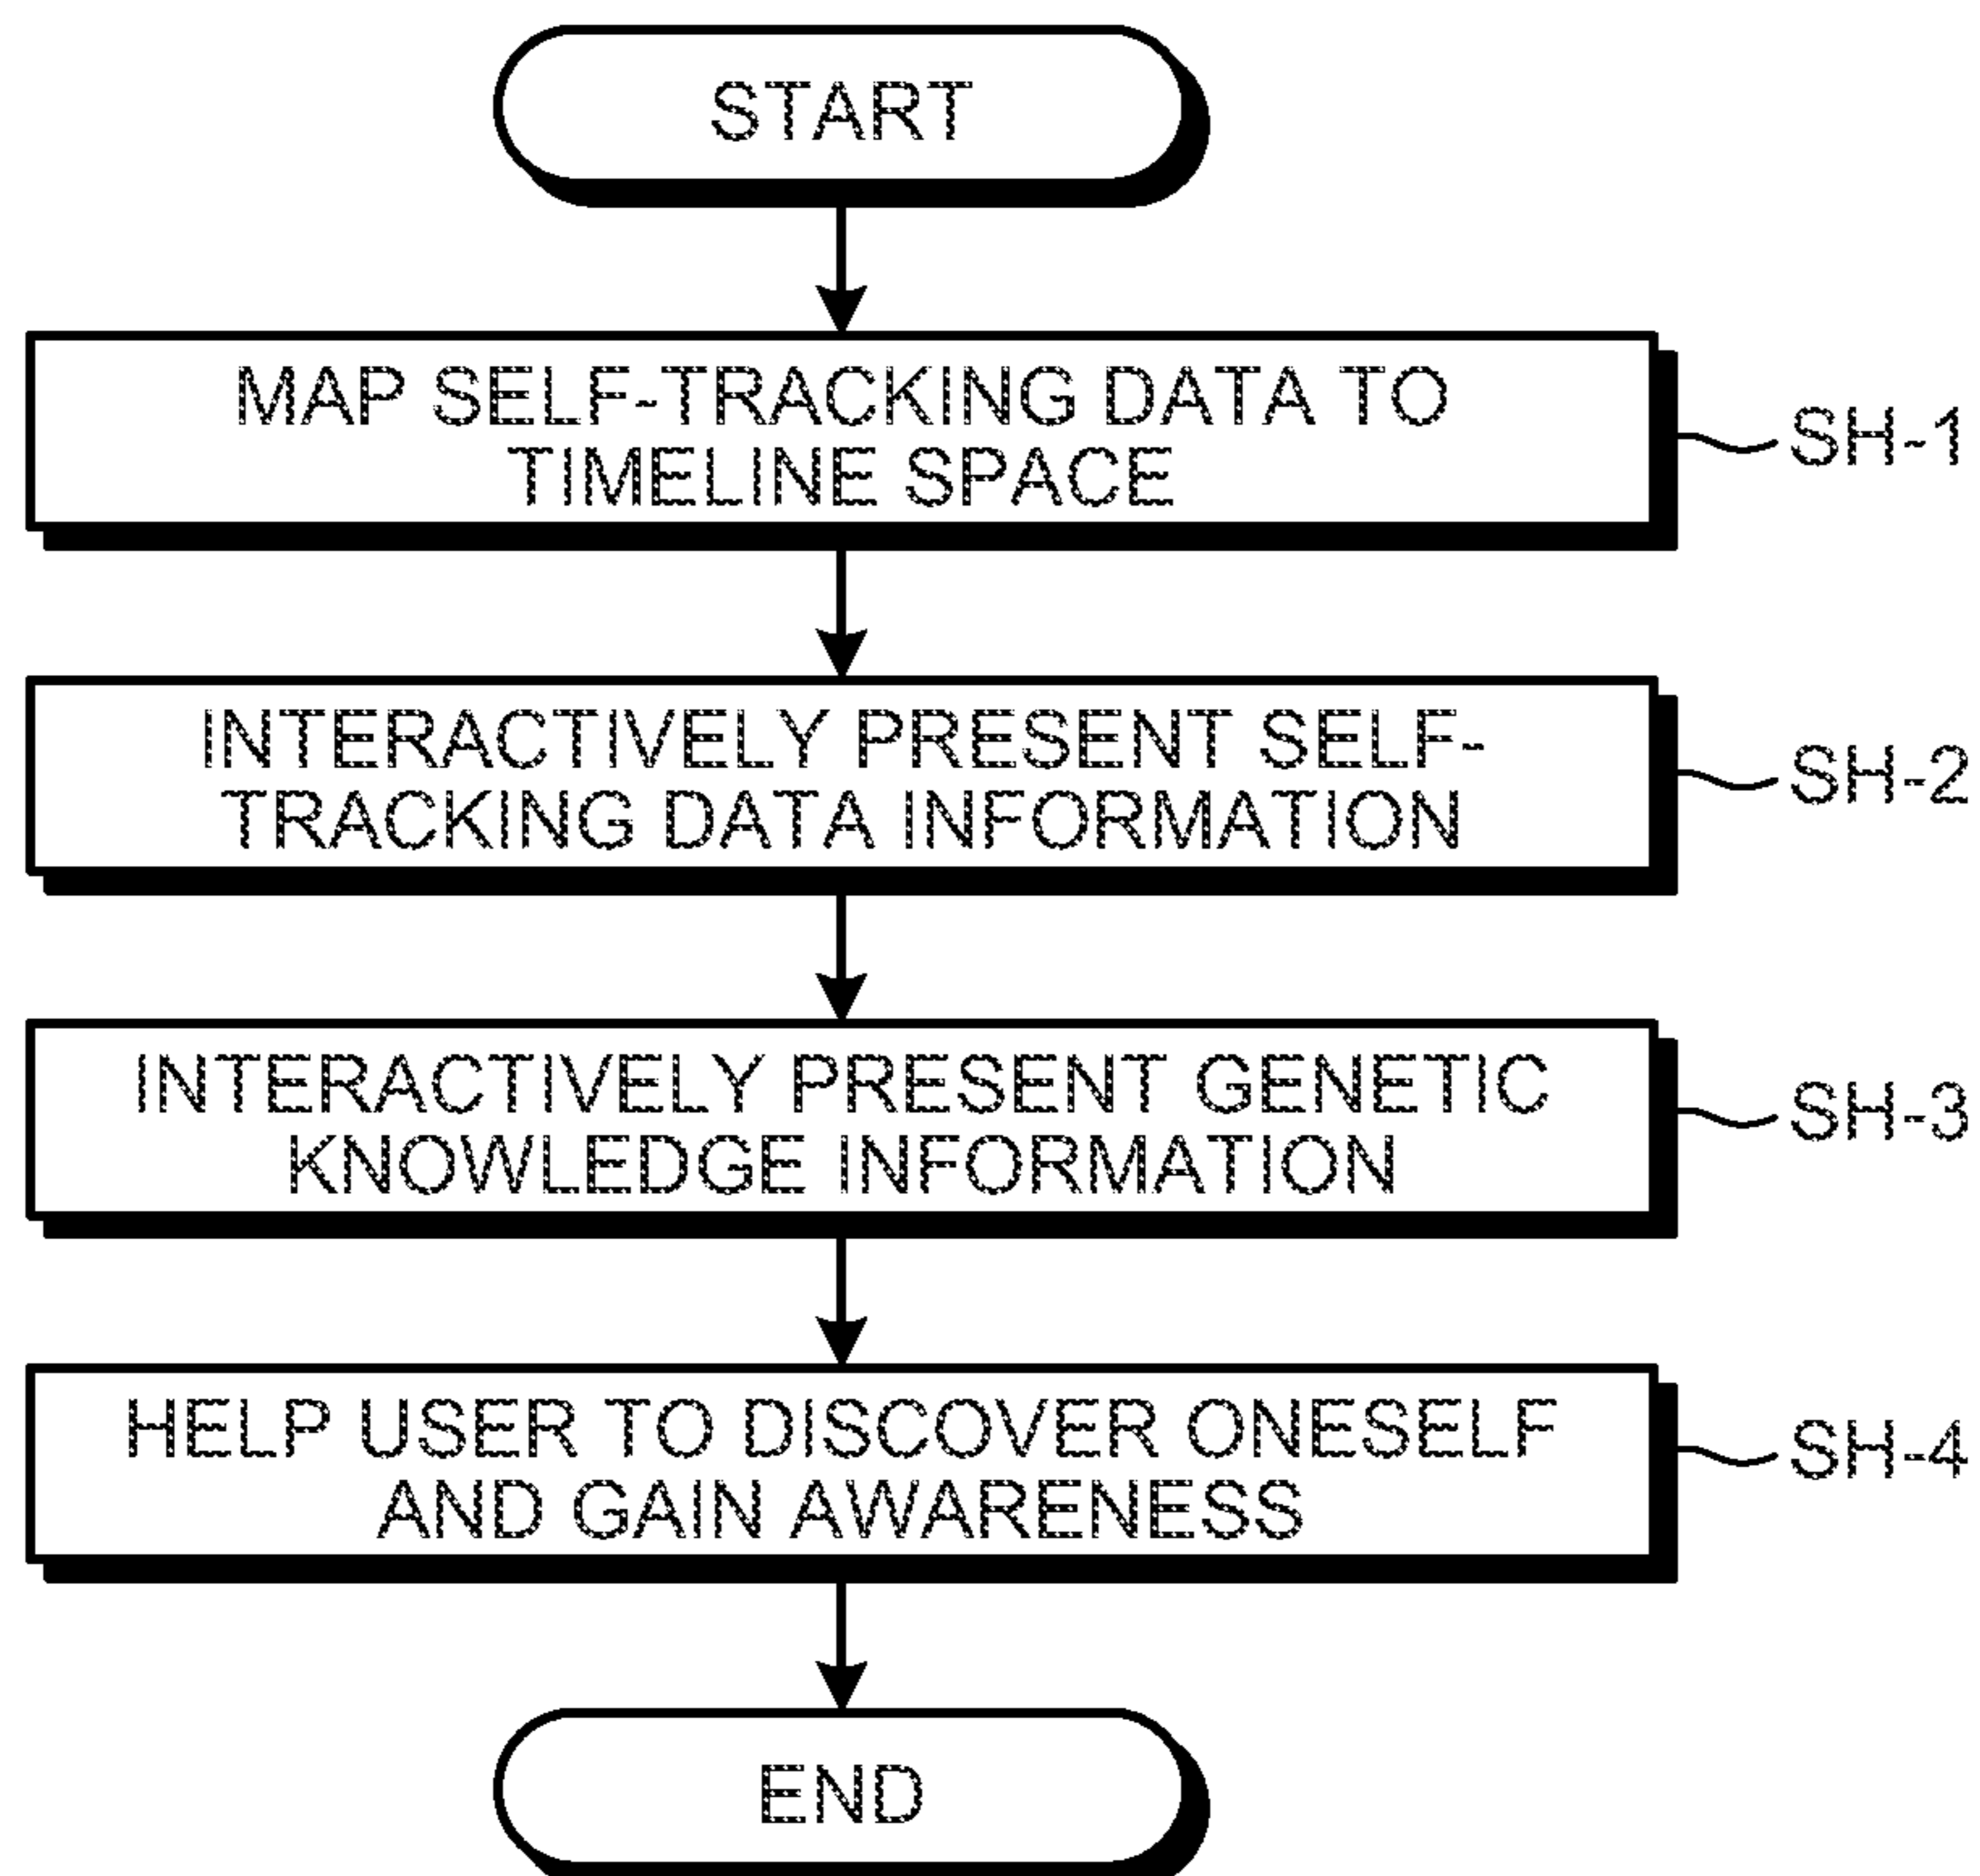 START
MAP SELF-TRACKING DATA TO
TIMELINE SPACE
SH-1
INTERACTIVELY PRESENT SELF-
TRACKING DATA INFORMATION
SH-2
INTERACTIVELY PRESENT GENETIC
KNOWLEDGE INFORMATION
SH-3
HELP USER TO DISCOVER ONESELF
AND GAIN AWARENESS
SH-4
END